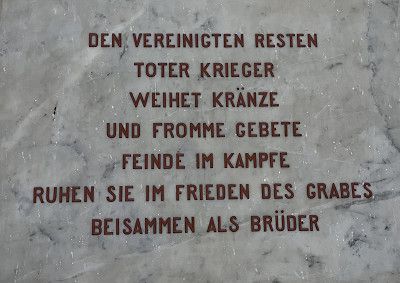 DEN VEREINIGTEN RESTEN
TOTER KRIEGER
WEIHET KRÄNZE
UND FROMME GEBETE
FEINDE IM KAMPFE
RUHEN SIE IM FRIEDEN DES GRABES
BEISAMMEN ALS BRÜDER